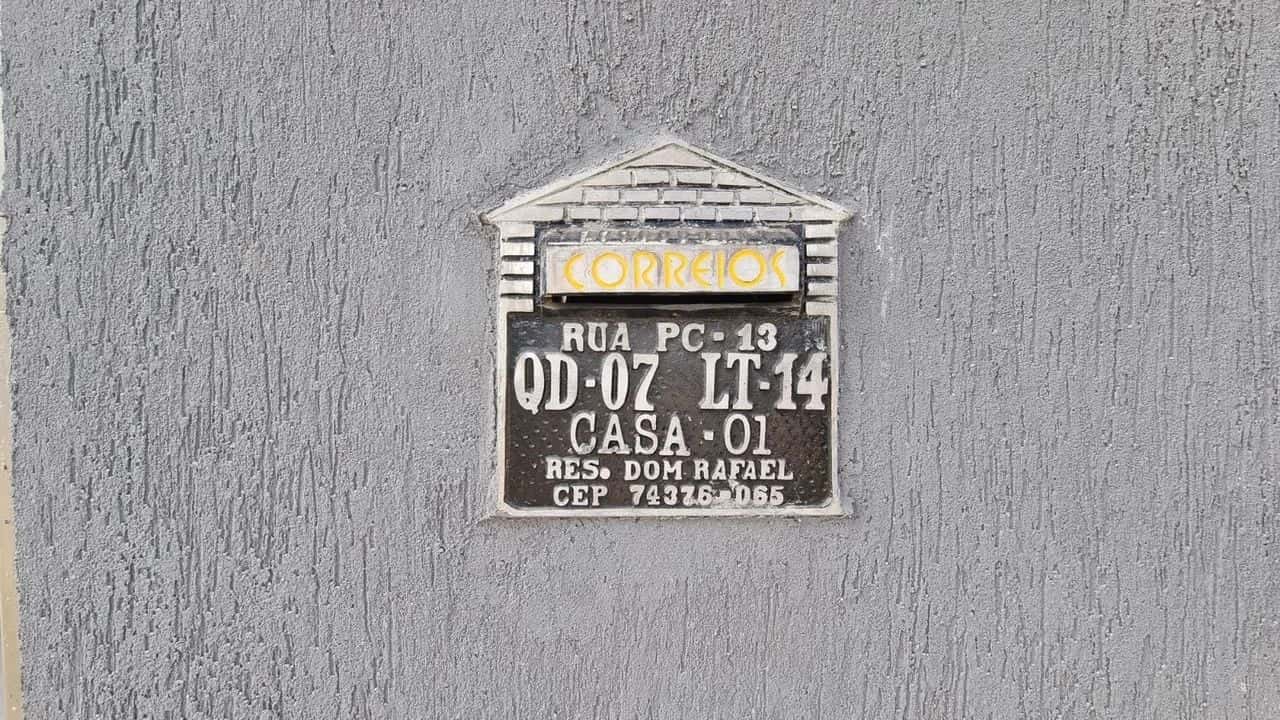 CORREIOS
RUA PC-13
QD-07 LT-14
CASA-01
RES. DOM RAFAEL
CEP 74376-065